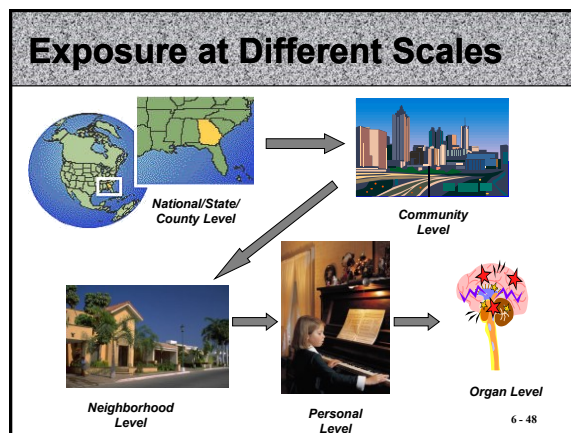 Exposure at Different Scales
National/State/
County Level
Community
Level
Neighborhood
Level
Personal
Level
Organ Level
6 - 48